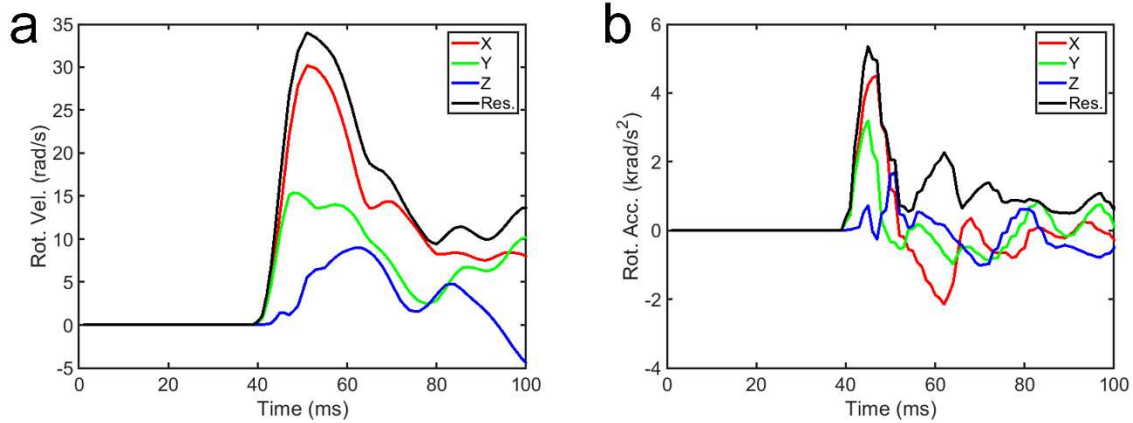 a
35
30
25
20
15
10
5
0
-5
Rot. Vel. (rad/s)
0 20 40 60 80 100
Time (ms)
X
Y
Z
Res.
b
6
4
2
0
-2
-4
Rot. Acc. (krad/s²)
0 20 40 60 80 100
Time (ms)
X
Y
Z
Res.